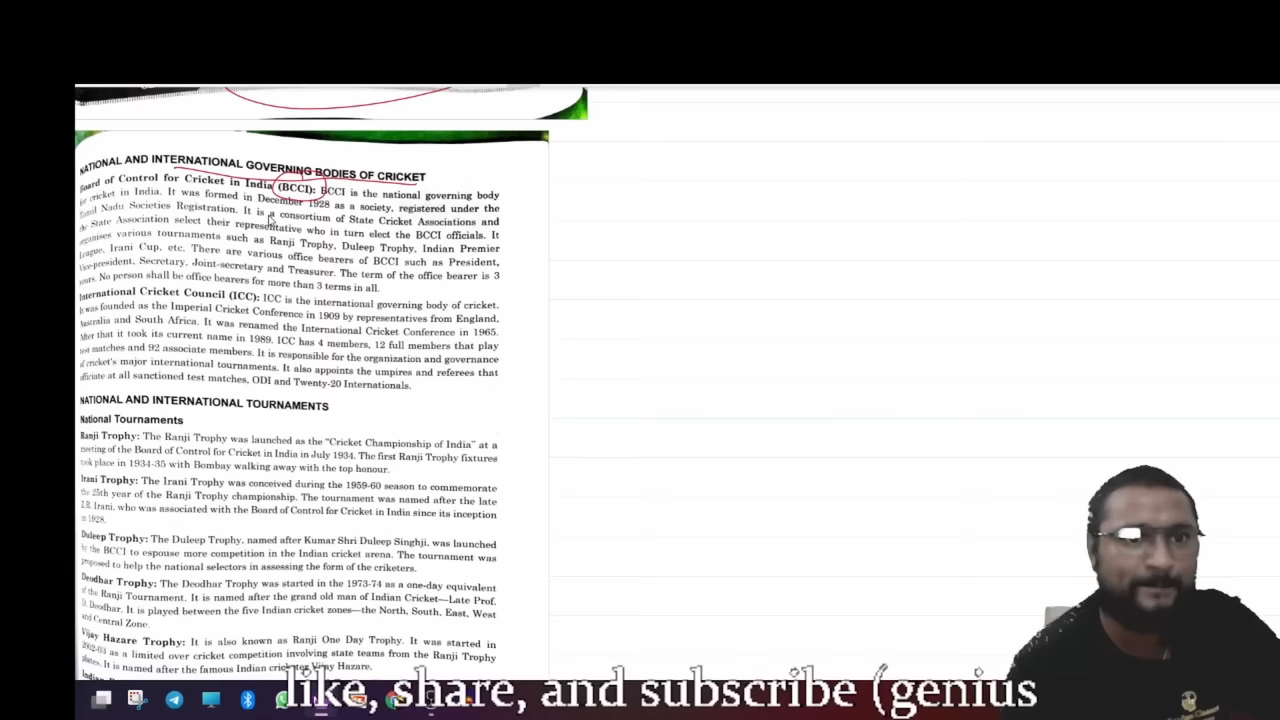 NATIONAL AND INTERNATIONAL GOVERNING BODIES OF CRICKET
Board of Control for Cricket in India (BCCI): BCCI is the national governing body
for cricket in India. It was formed in December 1928 as a society, registered under the
Tamil Nadu Societies Registration. It is a consortium of State Cricket Associations and
the State Association select their representative who in turn elect the BCCI officials. It
organises various tournaments such as Ranji Trophy, Duleep Trophy, Indian Premier
League, Irani Cup, etc. There are various office bearers of BCCI such as President,
Vice-president, Secretary, Joint-secretary and Treasurer. The term of the office bearer is 3
years. No person shall be office bearers for more than 3 terms in all.
International Cricket Council (ICC): ICC is the international governing body of cricket.
It was founded as the Imperial Cricket Conference in 1909 by representatives from England,
Australia and South Africa. It was renamed the International Cricket Conference in 1965.
After that it took its current name in 1989. ICC has 4 members, 12 full members that play
test matches and 92 associate members. It is responsible for the organization and governance
of cricket's major international tournaments. It also appoints the umpires and referees that
officiate at all sanctioned test matches, ODI and Twenty-20 Internationals.
NATIONAL AND INTERNATIONAL TOURNAMENTS
National Tournaments
Ranji Trophy: The Ranji Trophy was launched as the "Cricket Championship of India" at a
meeting of the Board of Control for Cricket in India in July 1934. The first Ranji Trophy fixtures
took place in 1934-35 with Bombay walking away with the top honour.
Irani Trophy: The Irani Trophy was conceived during the 1959-60 season to commemorate
the 25th year of the Ranji Trophy championship. The tournament was named after the late
Z.R. Irani, who was associated with the Board of Control for Cricket in India since its inception
in 1928.
Duleep Trophy: The Duleep Trophy, named after Kumar Shri Duleep Singhji, was launched
by the BCCI to espouse more competition in the Indian cricket arena. The tournament was
proposed to help the national selectors in assessing the form of the criketers.
Deodhar Trophy: The Deodhar Trophy was started in the 1973-74 as a one-day equivalent
of the Ranji Tournament. It is named after the grand old man of Indian Cricket—Late Prof.
D. Deodhar. It is played between the five Indian cricket zones—the North, South, East, West
and Central Zone.
Vijay Hazare Trophy: It is also known as Ranji One Day Trophy. It was started in
2002-03 as a limited over cricket competition involving state teams from the Ranji Trophy
plates. It is named after the famous Indian cricketer Vijay Hazare.
like, share, and subscribe (genius